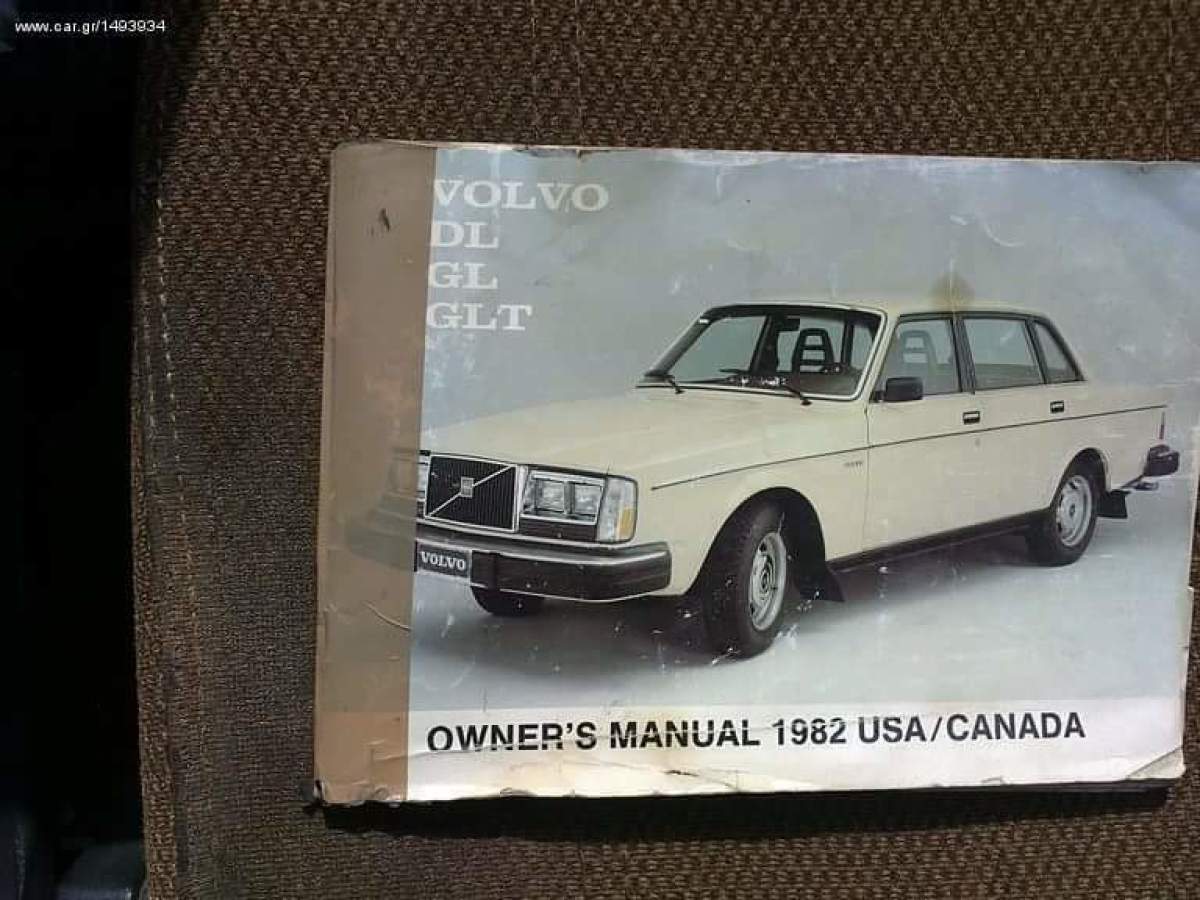 www.car.gr/1493934
VOLVO
DL
GL
GLT
VOLVO
OWNER'S MANUAL 1982 USA/CANADA